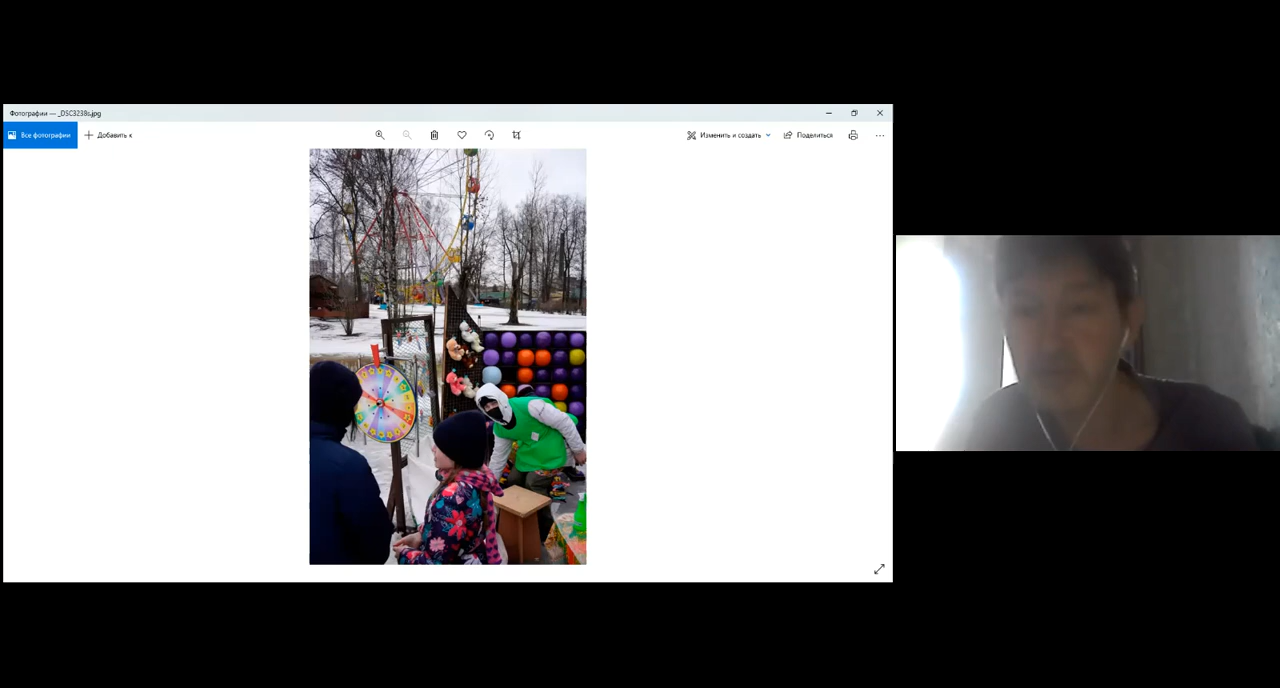 Фотографии — _DSC3238s.jpg
Все фотографии
Добавить к
Изменить и создать
Поделиться